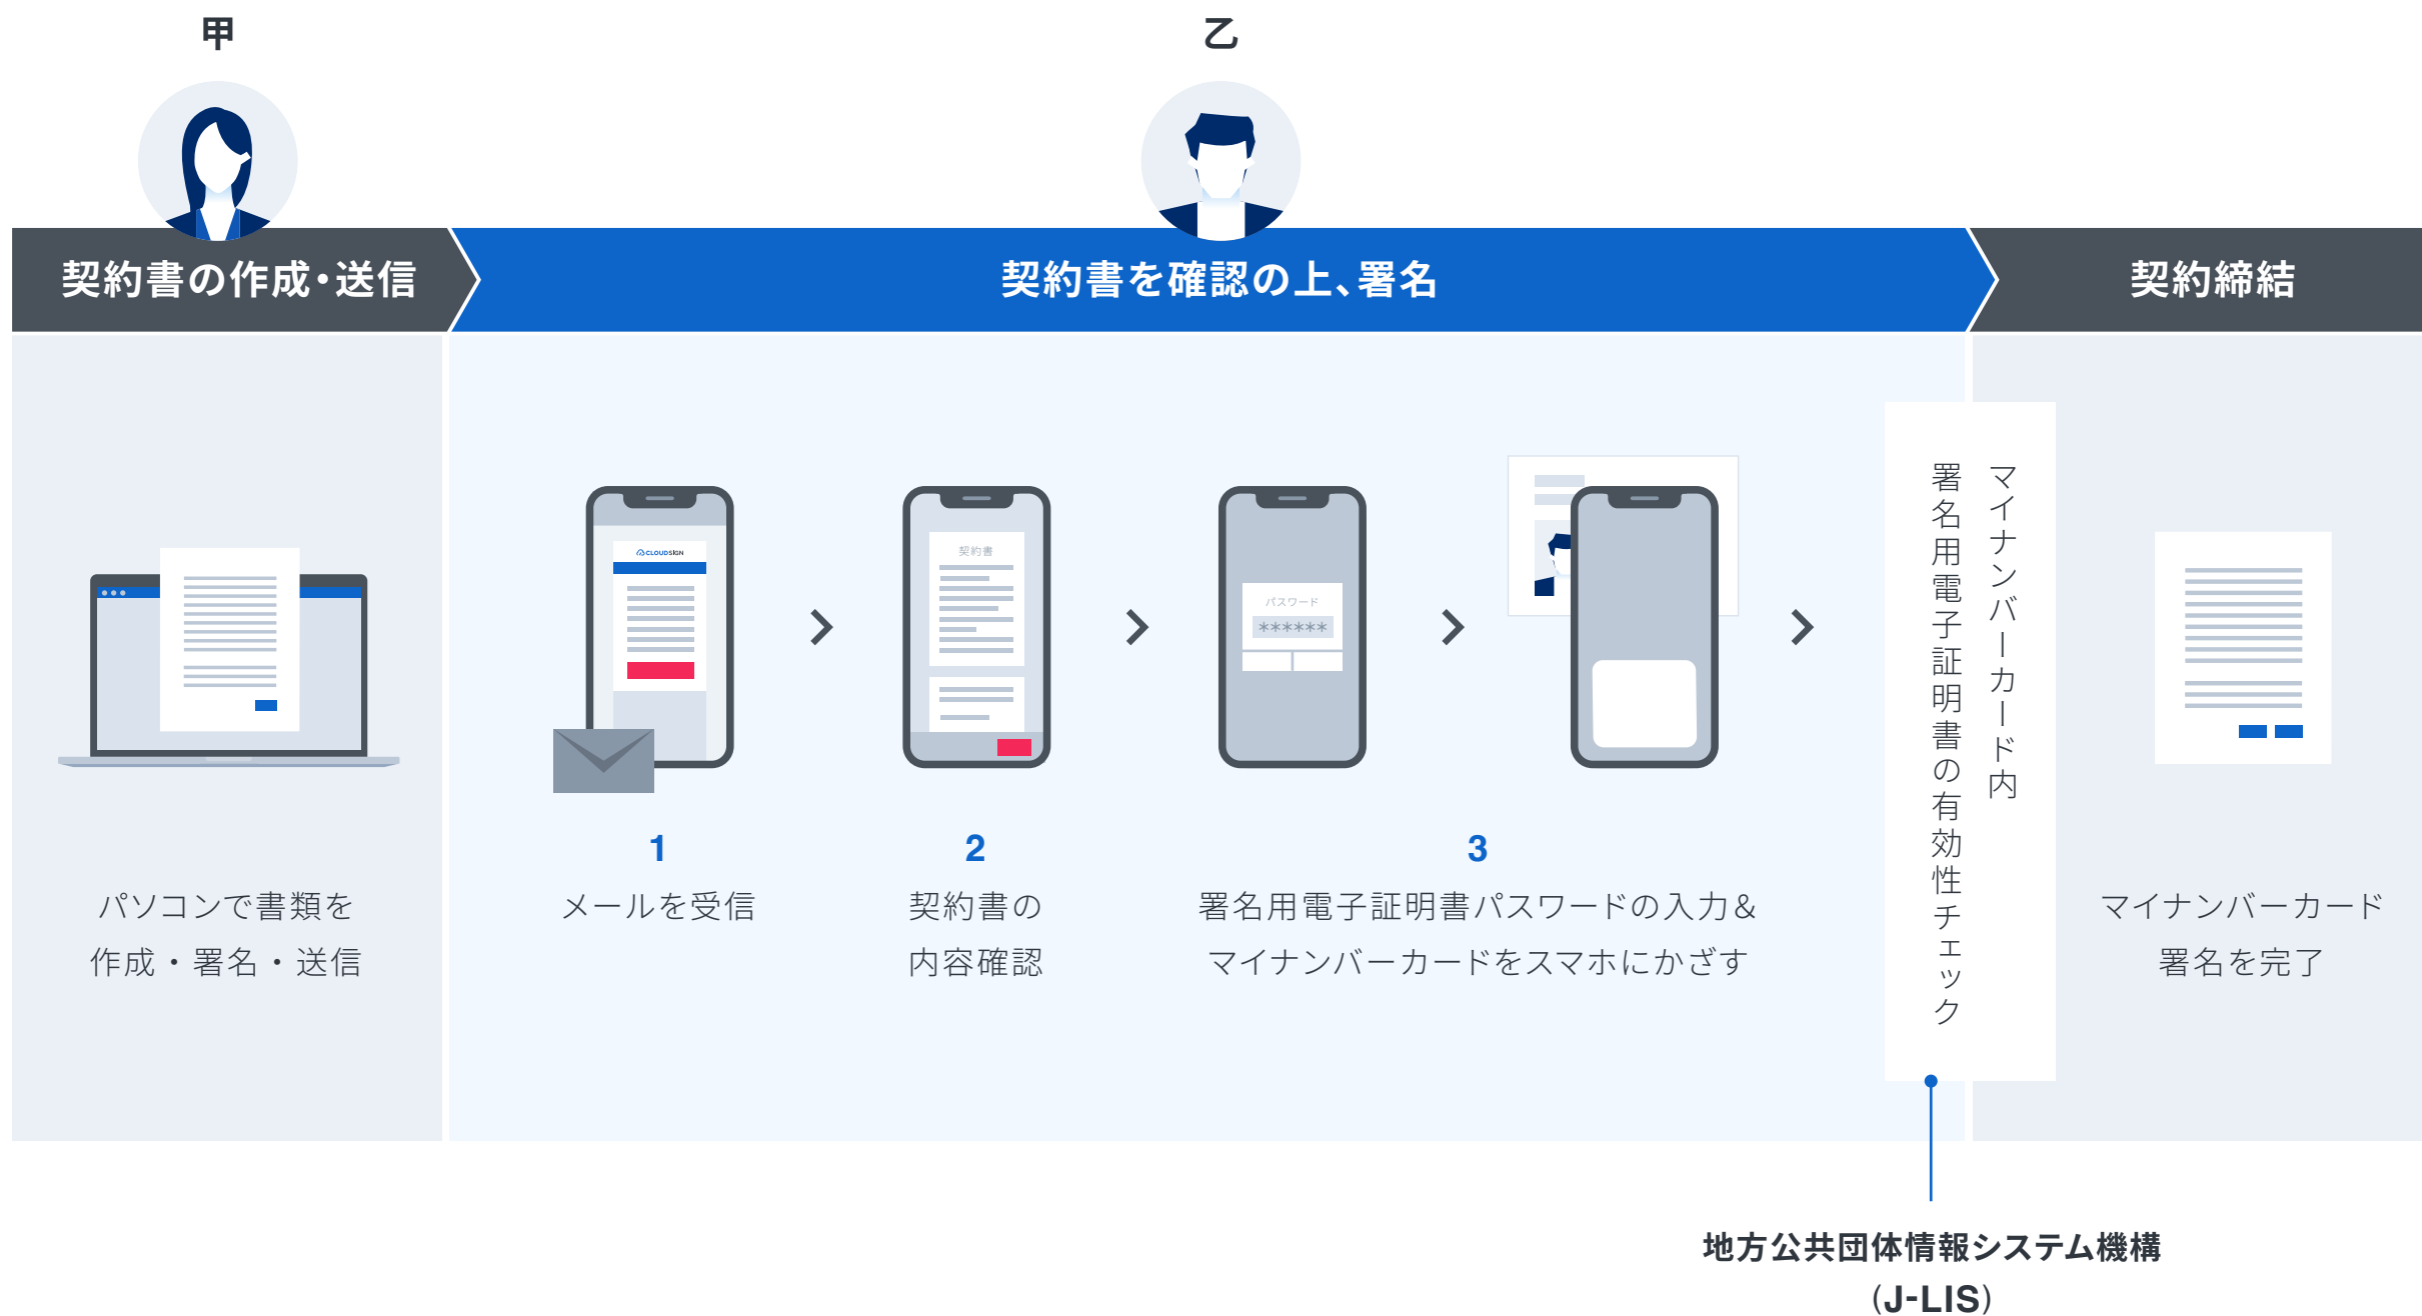 甲
乙
契約書の作成・送信
契約書を確認の上、署名
契約締結
CLOUDSIGN
契約書
パスワード
******
マイナンバーカード内
署名用電子証明書の有効性チェック
パソコンで書類を
作成・署名・送信
1
メールを受信
2
契約書の
内容確認
3
署名用電子証明書パスワードの入力&
マイナンバーカードをスマホにかざす
マイナンバーカード
署名を完了
地方公共団体情報システム機構
(J-LIS)